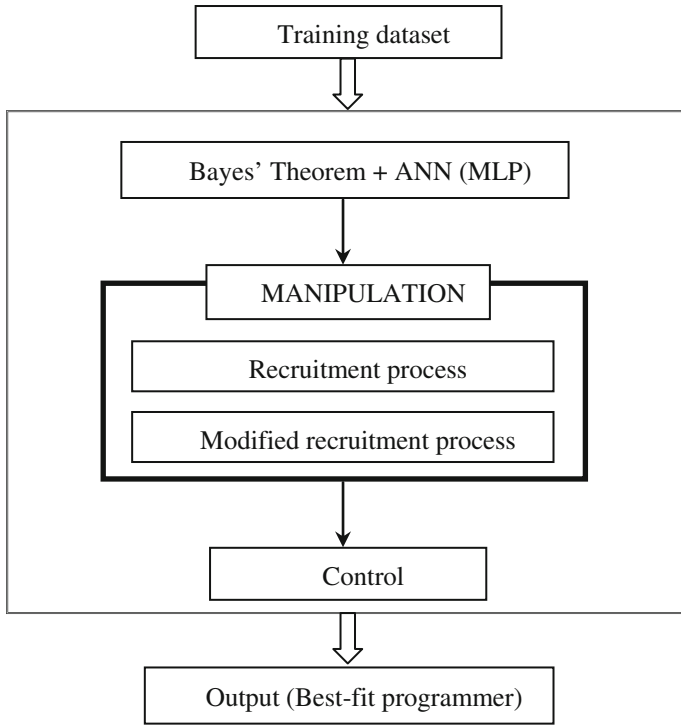 Training dataset
Bayes’ Theorem + ANN (MLP)
MANIPULATION
Recruitment process
Modified recruitment process
Control
Output (Best-fit programmer)